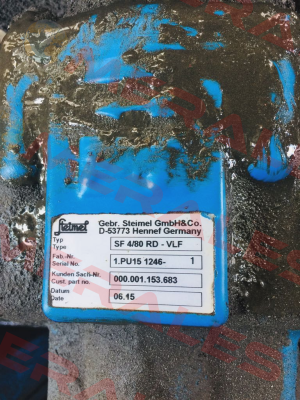 Steimel
Gebr. Steimel GmbH&Co.
D-53773 Hennef Germany
Typ
Type
SF 4/80 RD - VLF
Fab.-Nr.
Serial No.
1.PU15 1246- 1
Kunden Sach-Nr.
Cust. part no.
000.001.153.683
Datum
Date
06.15